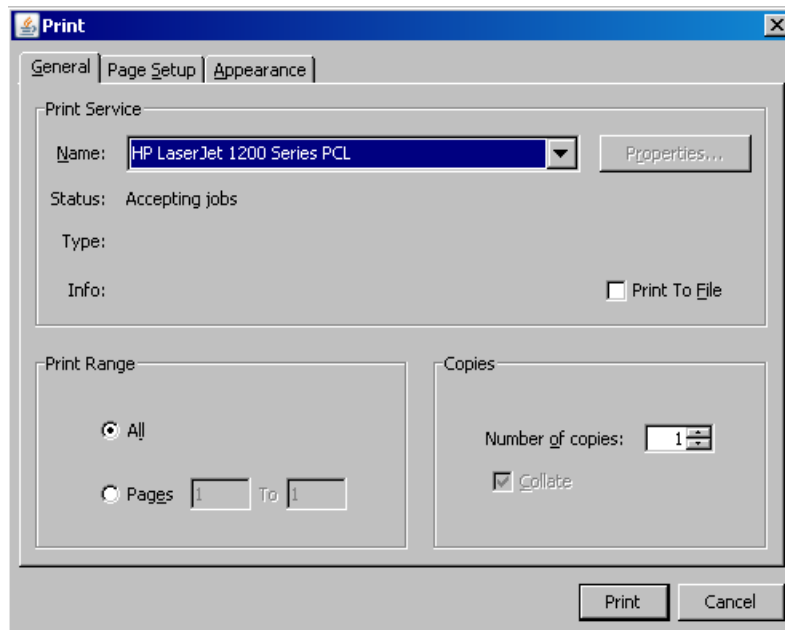 Print
General Page Setup Appearance
Print Service
Name: HP LaserJet 1200 Series PCL Properties...
Status: Accepting jobs
Type:
Info: Print To File
Print Range Copies
All Number of copies: 1
Pages 1 To 1 Collate
Print Cancel